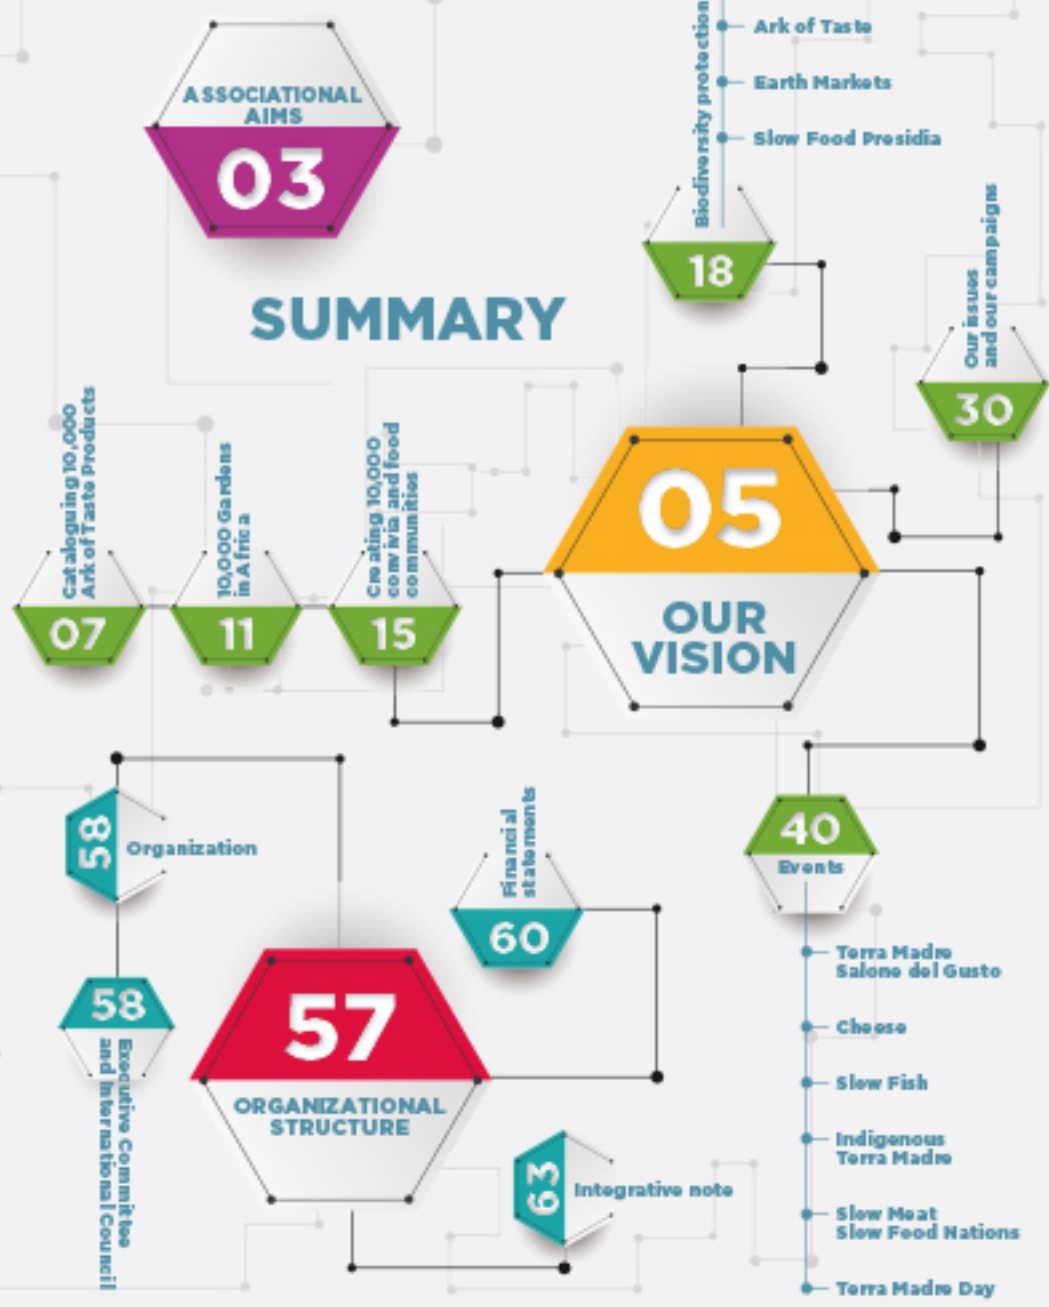 ASSOCIATIONAL
AIMS
03
SUMMARY
Biodiversity protection
Ark of Taste
Earth Markets
Slow Food Presidia
18
Our issues
and our campaigns
30
Cataloguing 10,000
Ark of Taste Products
07
10,000 Gardens
in Africa
11
Creating 10,000
convivia and food
communities
15
05
OUR
VISION
58
Organization
58
Executive Committee
and International Council
Financial
statements
60
57
ORGANIZATIONAL
STRUCTURE
63
Integrative note
40
Events
Terra Madre
Salone del Gusto
Cheese
Slow Fish
Indigenous
Terra Madre
Slow Meat
Slow Food Nations
Terra Madre Day